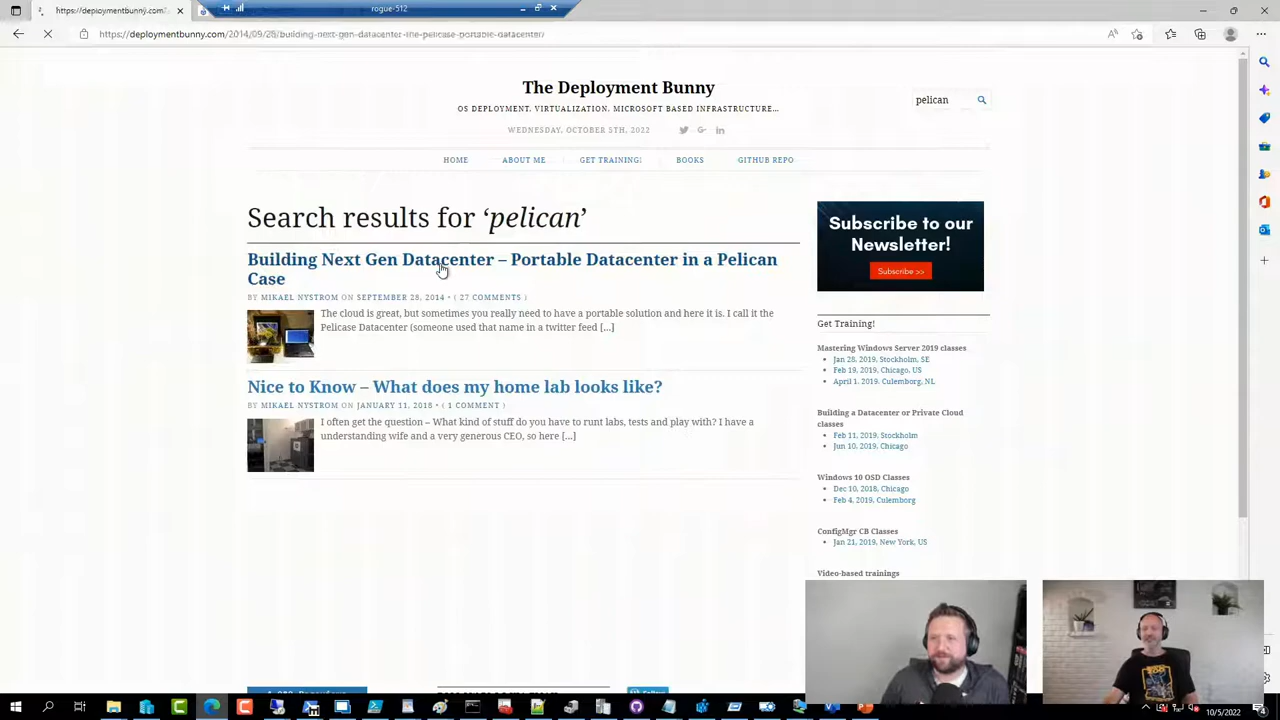 https://deploymentbunny.com/2
rogue-512
https://deploymentbunny.com/2014/09/28/building-next-gen-datacenter-the-pelican-portable-datacenter/
The Deployment Bunny
pelican
OS DEPLOYMENT, VIRTUALIZATION, MICROSOFT BASED INFRASTRUCTURE...
WEDNESDAY, OCTOBER 5TH, 2022
HOME ABOUT ME GET TRAINING! BOOKS GITHUB REPO
Search results for ‘pelican’
Building Next Gen Datacenter – Portable Datacenter in a Pelican
Case
BY MIKAEL NYSTROM ON SEPTEMBER 28, 2014 • ( 27 COMMENTS )
The cloud is great, but sometimes you really need to have a portable solution and here it is. I call it the
Pelicase Datacenter (someone used that name in a twitter feed [...]
Nice to Know – What does my home lab looks like?
BY MIKAEL NYSTROM ON JANUARY 11, 2018 • ( 1 COMMENT )
I often get the question – What kind of stuff do you have to runt labs, tests and play with? I have a
understanding wife and a very generous CEO, so here [...]
Subscribe to our
Newsletter!
Subscribe >>
Get Training!
Mastering Windows Server 2019 classes
Jan 28, 2019, Stockholm, SE
Feb 19, 2019, Chicago, US
April 1. 2019. Culemborg, NL
Building a Datacenter or Private Cloud
classes
Feb 11, 2019, Stockholm
Jun 10, 2019, Chicago
Windows 10 OSD Classes
Dec 10, 2018, Chicago
Feb 4, 2019, Culemborg
ConfigMgr CB Classes
Jan 21, 2019, New York, US
Video-based trainings
Follow
10/5/2022